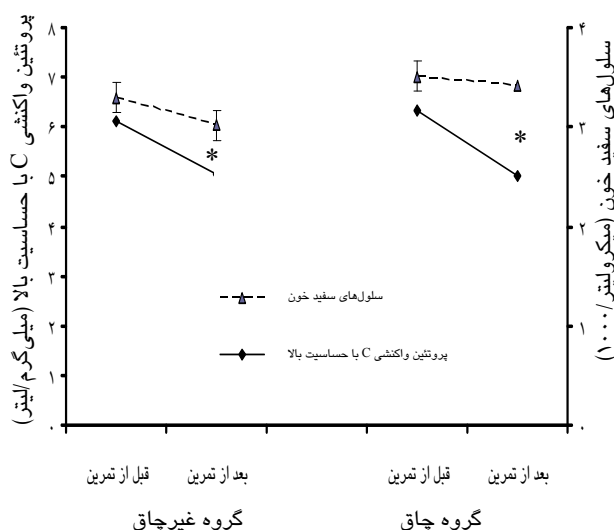 پروتئین واکنشی C با حساسیت بالا (میلی‌گرم/لیتر)
۸
۷
۶
۵
۴
۳
۲
۱
۰
سلول‌های سفید خون (میکرولیتر/۱۰۰۰)
۴
۳
۲
۱
۰
*
*
سلول‌های سفید خون
پروتئین واکنشی C با حساسیت بالا
قبل از تمرین
بعد از تمرین
قبل از تمرین
بعد از تمرین
گروه غیرچاق
گروه چاق